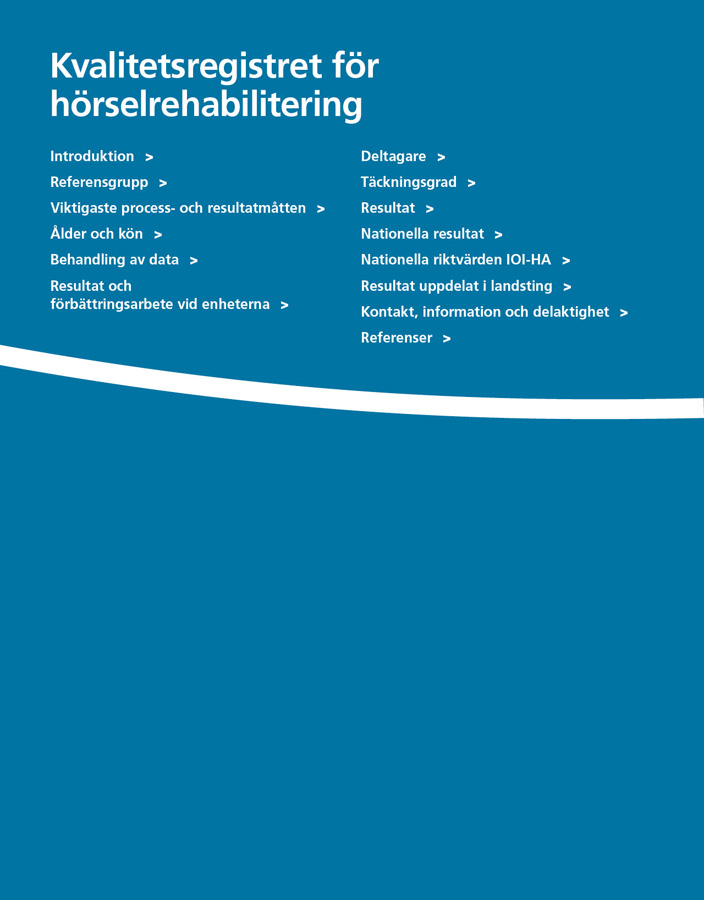 Kvalitetsregistret för
hörselrehabilitering
Introduktion >
Referensgrupp >
Viktigaste process- och resultatmåtten >
Ålder och kön >
Behandling av data >
Resultat och
förbättringsarbete vid enheterna >
Deltagare >
Täckningsgrad >
Resultat >
Nationella resultat >
Nationella riktvärden IOI-HA >
Resultat uppdelat i landsting >
Kontakt, information och delaktighet >
Referenser >